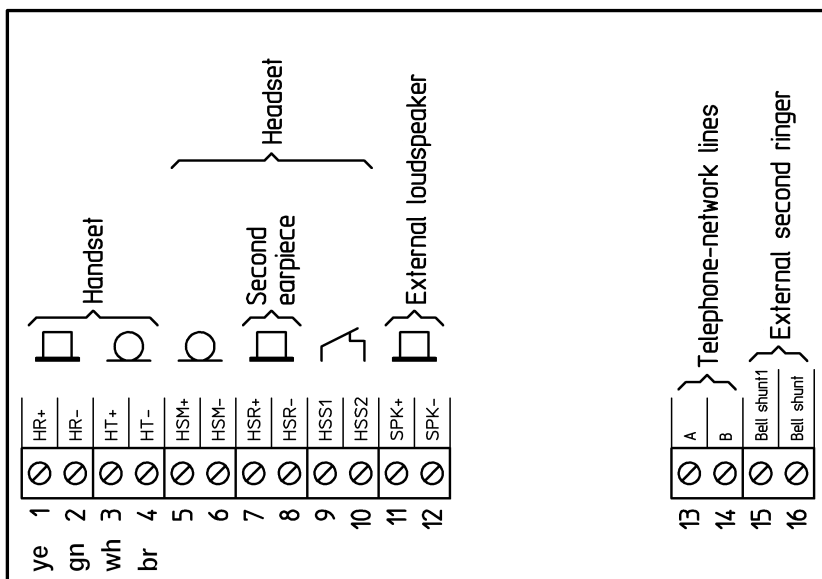 Handset
Second
earpiece
Headset
External loudspeaker
Telephone-network lines
External second ringer
HR+
HR-
HT+
HT-
HSM+
HSM-
HSR+
HSR-
HSS1
HSS2
SPK+
SPK-
A
B
Bell shunt1
Bell shunt
1
2
3
4
5
6
7
8
9
10
11
12
13
14
15
16
ye
gn
wh
br